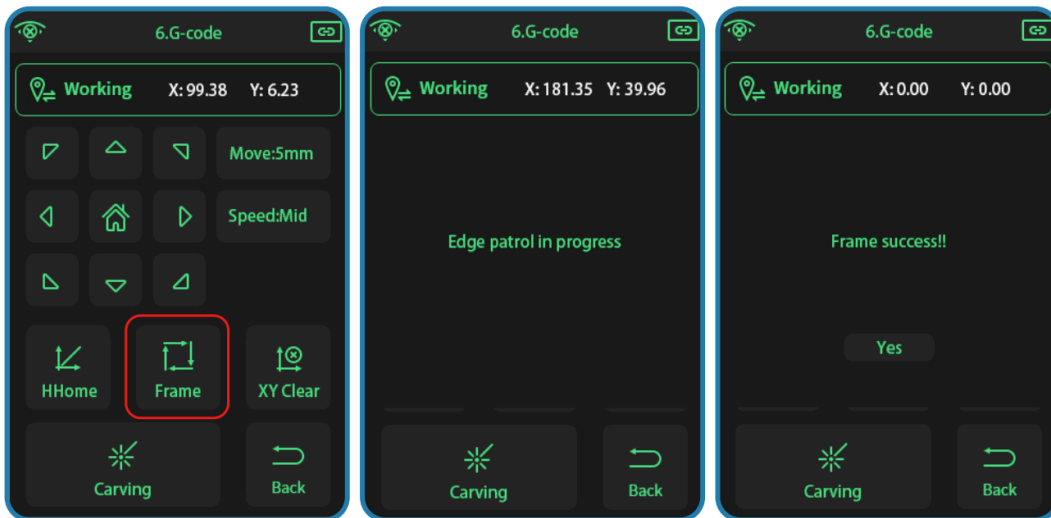 6.G-code
Working X: 99.38 Y: 6.23
Move:5mm
Speed:Mid
HHome Frame XY Clear
Carving Back
6.G-code
Working X: 181.35 Y: 39.96
Edge patrol in progress
Carving Back
6.G-code
Working X: 0.00 Y: 0.00
Frame success!!
Yes
Carving Back